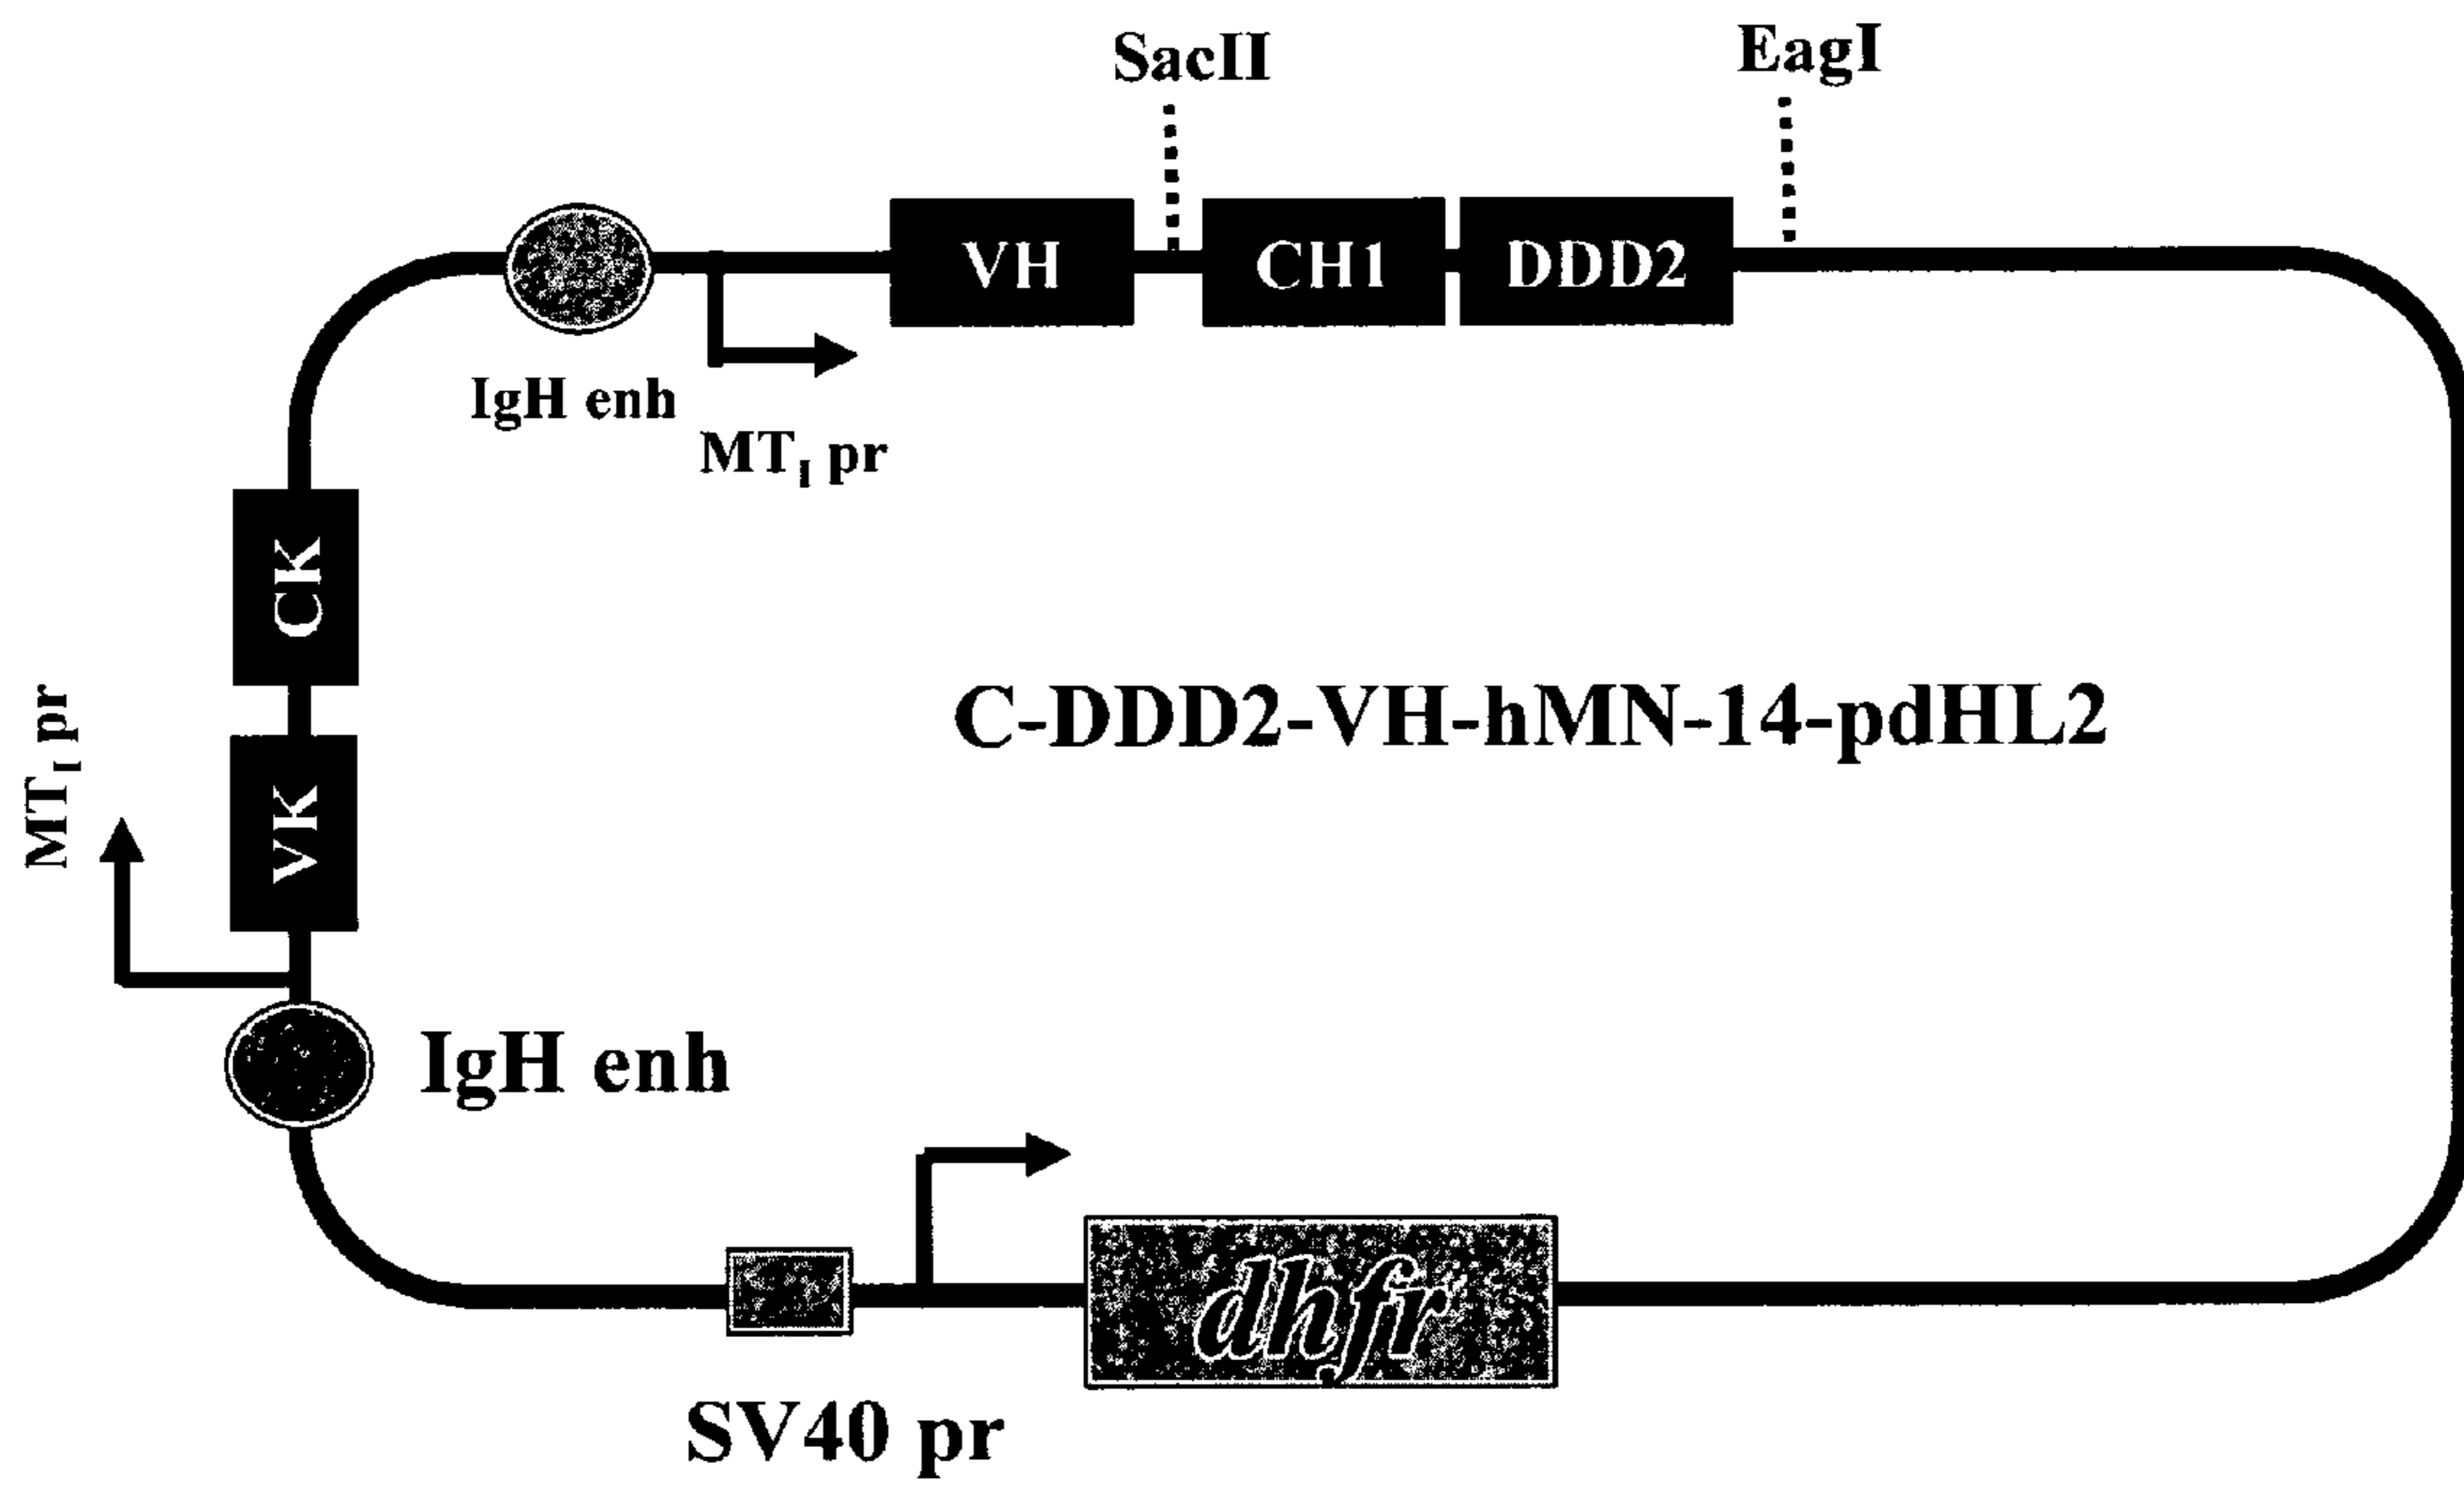 SacII
EagI
VH
CH1
DDD2
IgH enh
MTI pr
CK
MTI pr
C-DDD2-VH-hMN-14-pdHL2
VK
IgH enh
dhfr
SV40 pr